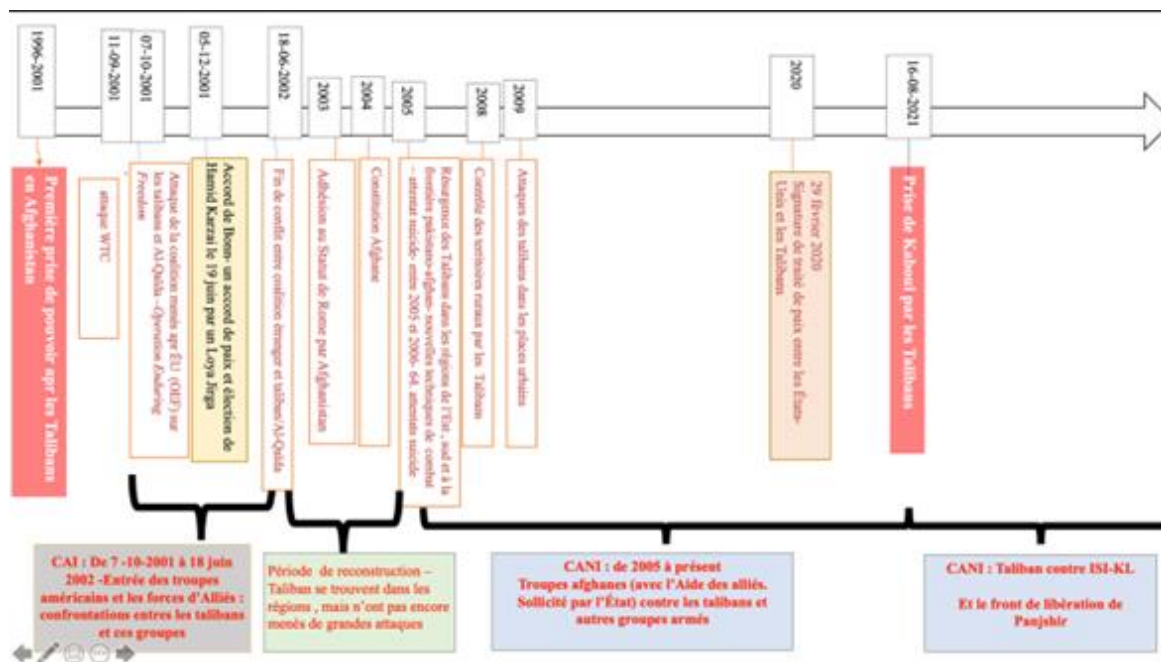 1996-2001
11-09-2001
07-10-2001
05-12-2001
18-06-2002
2003
2004
2005
2008
2009
2020
16-08-2021
Première prise de pouvoir apr les Talibans
en Afghanistan
attaque WTC
Attaque de la coalition menés apr ÉU (OEF) sur
les talibans et Al-Quïda -Operation Enduring
Freedom
Accord de Bonn- un accord de paix et élection de
Hamid Karzai le 19 juin par un Loya Jirga
Fin de conflit entre coalition étranger et taliban/Al-Quïda
Adhésion au Statut de Rome par Afghanistan
Constitution Afghane
Résurgence des Talibans dans les régions de l'Est , sud et à la
frontière pakistano-afghan- nouvelles techniques de combat
– attentat suicide- entre 2005 et 2006- 64. attentats suicide
Contrôle des territoires ruraux par les Taliban
Attaques des talibans dans les places urbains
29 février 2020
Signature de traité de paix entre les États-
Unis et les Talibans
Prise de Kaboul par les Talibans
CAI : De 7 -10-2001 à 18 juin
2002 -Entrée des troupes
américains et les forces d'Alliés :
confrontations entres les talibans
et ces groupes
Période de reconstruction –
Taliban se trouvent dans les
régions , mais n'ont pas encore
menés de grandes attaques
CANI : de 2005 à présent
Troupes afghanes (avec l'Aide des alliés.
Sollicité par l'État) contre les talibans et
autres groupes armés
CANI : Taliban contre ISI-KL
Et le front de libération de
Panjshir